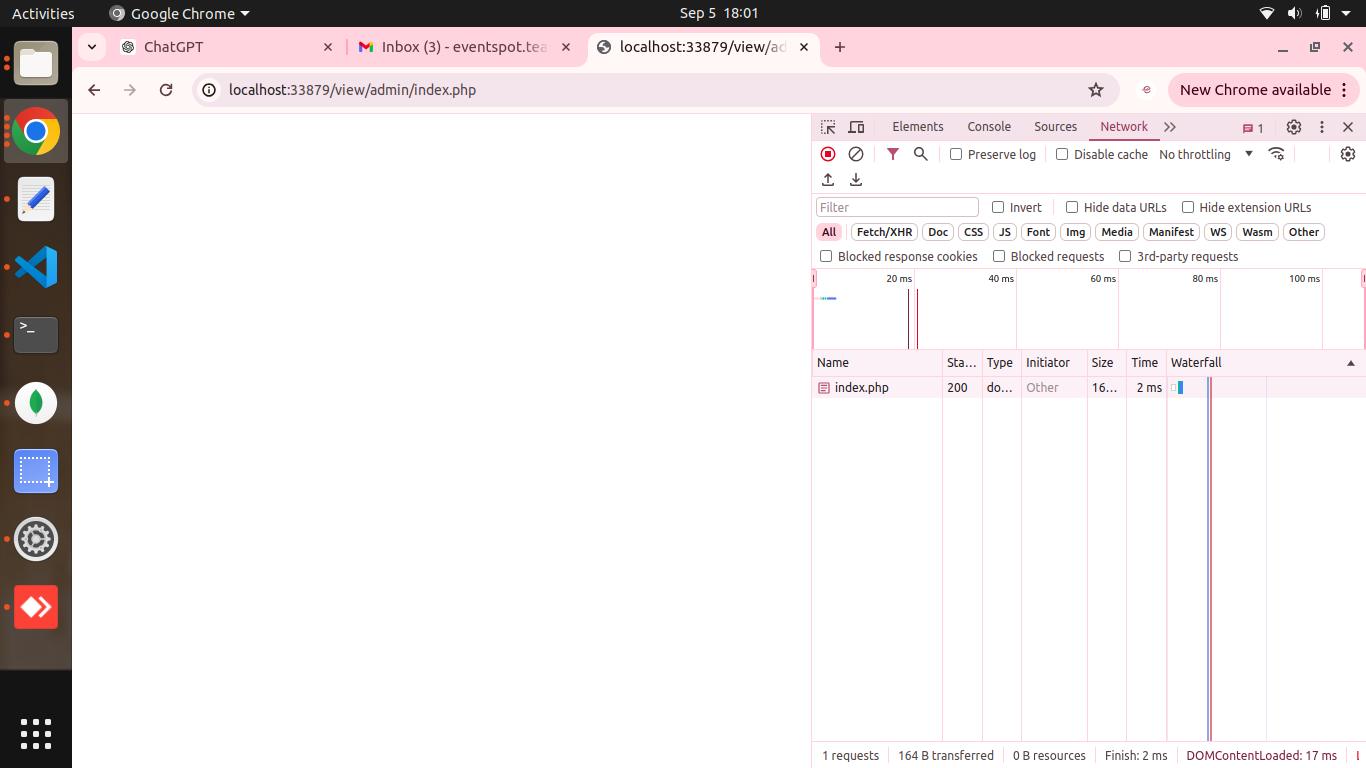 Activities Google Chrome Sep 5 18:01
ChatGPT Inbox (3) - eventspot.tea localhost:33879/view/ad
localhost:33879/view/admin/index.php New Chrome available
Elements Console Sources Network 1
Preserve log Disable cache No throttling
Filter Invert Hide data URLs Hide extension URLs
All Fetch/XHR Doc CSS JS Font Img Media Manifest WS Wasm Other
Blocked response cookies Blocked requests 3rd-party requests
20 ms 40 ms 60 ms 80 ms 100 ms
Name Sta... Type Initiator Size Time Waterfall
index.php 200 do... Other 16... 2 ms
1 requests 164 B transferred 0 B resources Finish: 2 ms DOMContentLoaded: 17 ms L